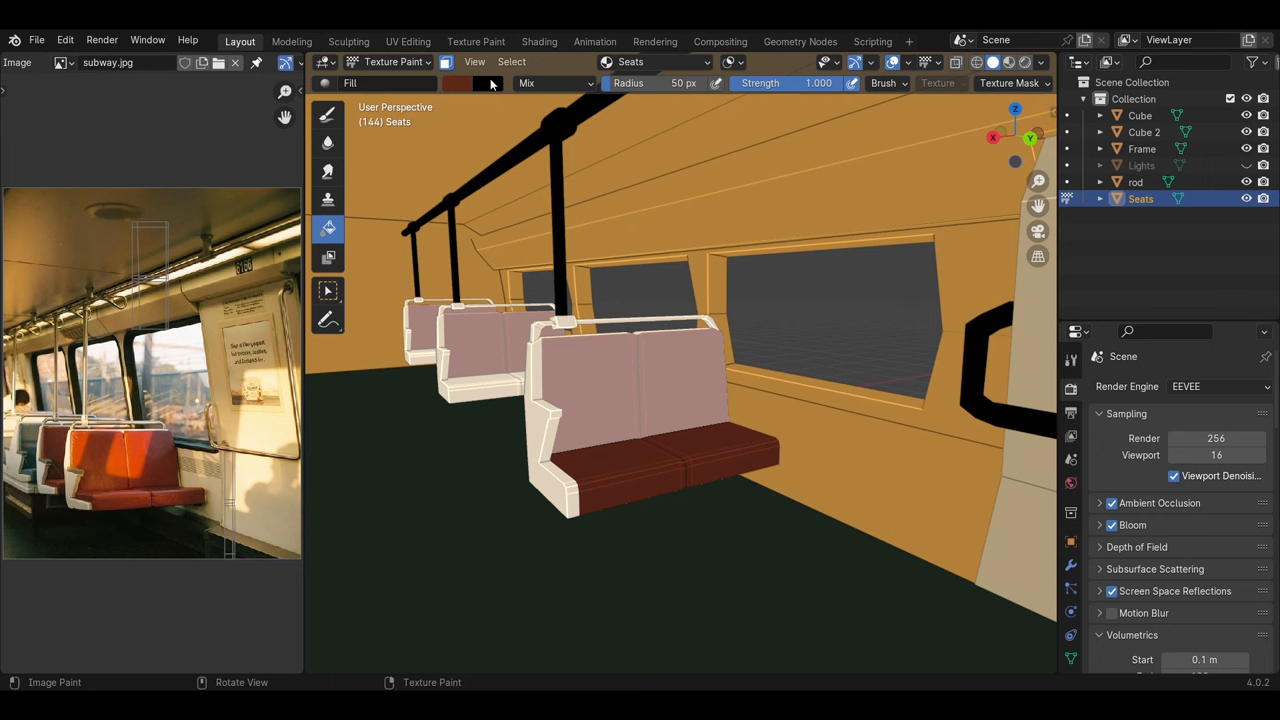 File Edit Render Window Help Layout Modeling Sculpting UV Editing Texture Paint Shading Animation Rendering Compositing Geometry Nodes Scripting Scene ViewLayer
Image subway.jpg Texture Paint View Select Seats
Fill Mix Radius 50 px Strength 1.000 Brush Texture Texture Mask
User Perspective
(144) Seats
Z
X
Y
6166
Scene Collection
Collection
Cube
Cube 2
Frame
Lights
rod
Seats
Scene
Render Engine EEVEE
Sampling
Render 256
Viewport 16
Viewport Denoisi...
Ambient Occlusion
Bloom
Depth of Field
Subsurface Scattering
Screen Space Reflections
Motion Blur
Volumetrics
Start 0.1 m
Image Paint Rotate View Texture Paint 4.0.2